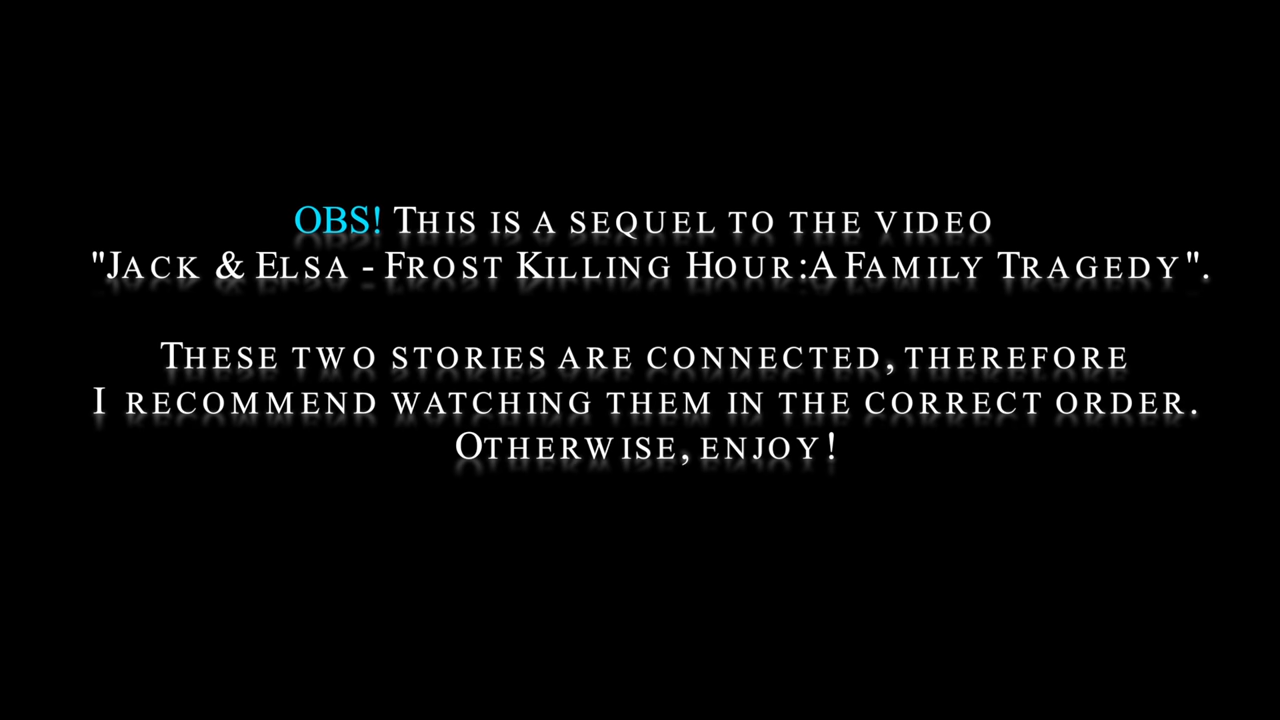 OBS! This is a sequel to the video
"Jack & Elsa - Frost Killing Hour:A Family Tragedy".
These two stories are connected, therefore
I recommend watching them in the correct order.
Otherwise, enjoy!